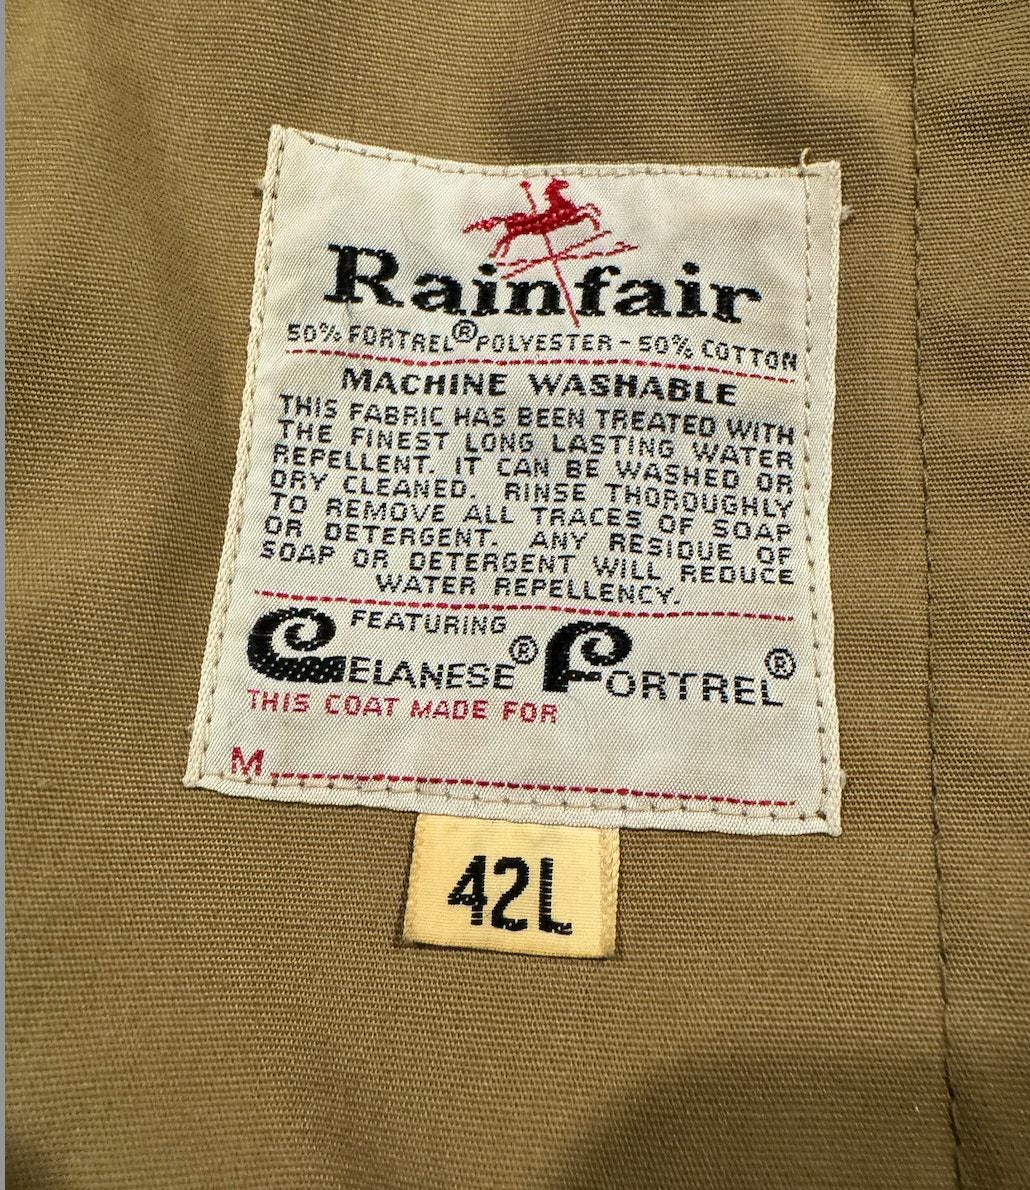 Rainfair
50% FORTREL® POLYESTER - 50% COTTON
MACHINE WASHABLE
THIS FABRIC HAS BEEN TREATED WITH
THE FINEST LONG LASTING WATER
REPELLENT. IT CAN BE WASHED OR
DRY CLEANED. RINSE THOROUGHLY
TO REMOVE ALL TRACES OF SOAP
OR DETERGENT. ANY RESIDUE OF
SOAP OR DETERGENT WILL REDUCE
WATER REPELLENCY.
FEATURING
CELANESE® FORTREL®
THIS COAT MADE FOR
M
42L